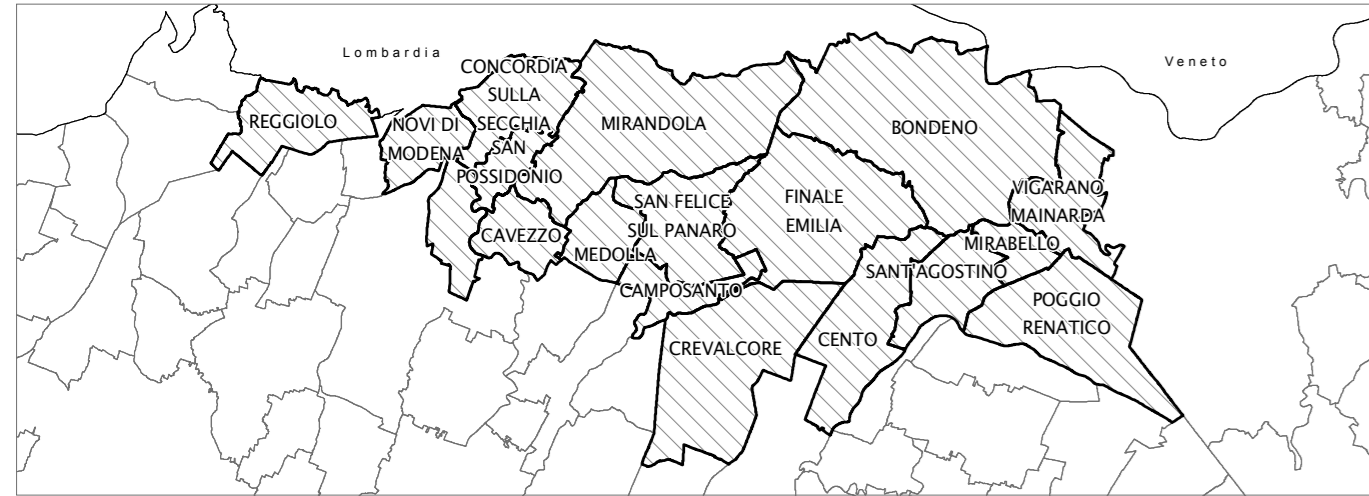 Lombardia
Veneto
CONCORDIA
SULLA
SECCHIA
REGGIOLO
NOVI DI
MODENA
MIRANDOLA
BONDENO
SAN
POSSIDONIO
VIGARANO
MAINARDA
SAN FELICE
SUL PANARO
FINALE
EMILIA
CAVEZZO
MEDOLLA
MIRABELLO
SANT'AGOSTINO
CAMPOSANTO
POGGIO
RENATICO
CREVALCORE
CENTO